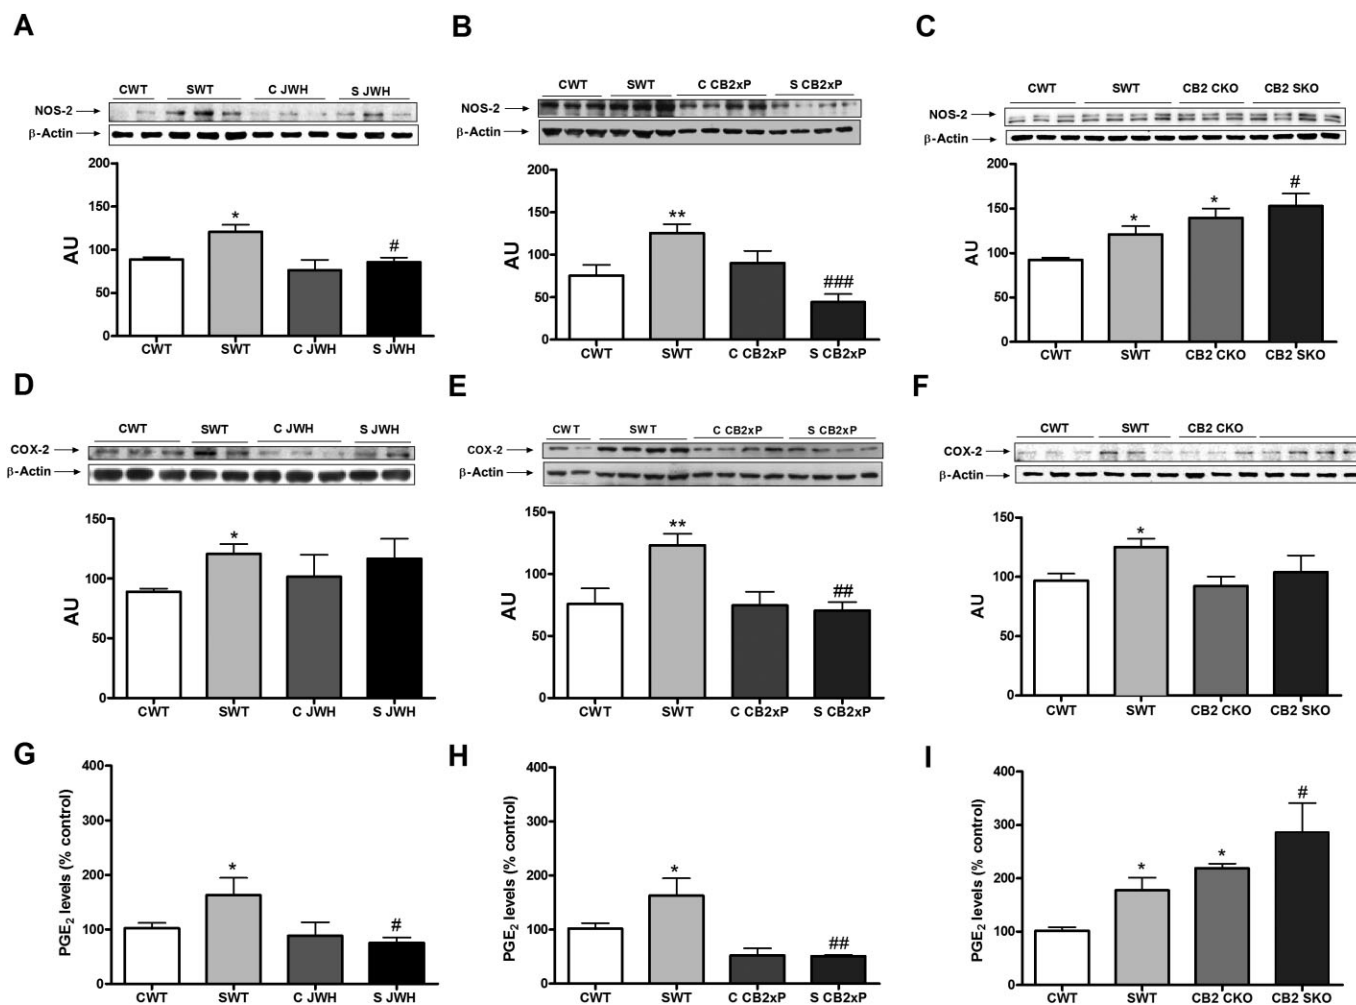 A
CWT SWT C JWH S JWH
NOS-2
β-Actin
200
150
100
50
0
AU
*
#
CWT SWT C JWH S JWH
B
CWT SWT C CB2xP S CB2xP
NOS-2
β-Actin
200
150
100
50
0
AU
**
###
CWT SWT C CB2xP S CB2xP
C
CWT SWT CB2 CKO CB2 SKO
NOS-2
β-Actin
200
150
100
50
0
AU
*
*
#
CWT SWT CB2 CKO CB2 SKO
D
CWT SWT C JWH S JWH
COX-2
β-Actin
150
100
50
0
AU
*
CWT SWT C JWH S JWH
E
CWT SWT C CB2xP S CB2xP
COX-2
β-Actin
150
100
50
0
AU
**
##
CWT SWT C CB2xP S CB2xP
F
CWT SWT CB2 CKO
COX-2
β-Actin
150
100
50
0
AU
*
CWT SWT CB2 CKO CB2 SKO
G
400
300
200
100
0
PGE₂ levels (% control)
*
#
CWT SWT C JWH S JWH
H
400
300
200
100
0
PGE₂ levels (% control)
*
##
CWT SWT C CB2xP S CB2xP
I
400
300
200
100
0
PGE₂ levels (% control)
*
*
#
CWT SWT CB2 CKO CB2 SKO